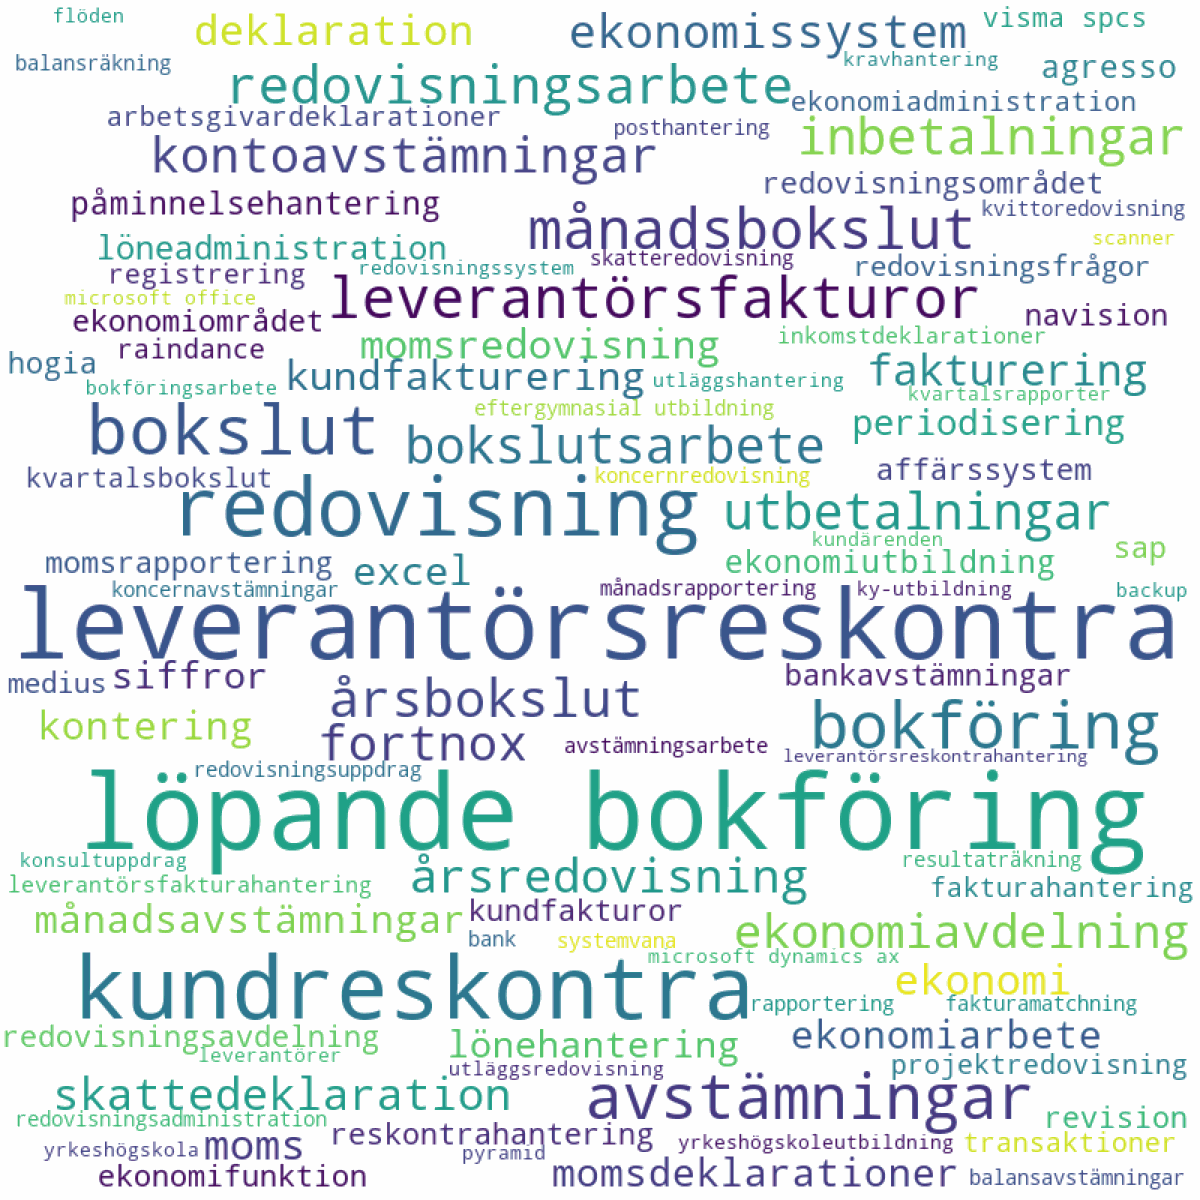 flöden
deklaration
ekonomissystem
visma spcs
balansräkning
redovisningsarbete
kravhantering
agresso
arbetsgivardeklarationer
ekonomiadministration
posthantering
inbetalningar
kontoavstämningar
redovisningsområdet
påminnelsehantering
månadsbokslut
kvittoredovisning
löneadministration
skatteredovisning
scanner
registrering
redovisningssystem
redovisningsfrågor
microsoft office
leverantörsfakturor
navision
ekonomiområdet
raindance
momsredovisning
inkomstdeklarationer
hogia
bokföringsarbete
kundfakturering
utläggshantering
fakturering
kvartalsrapporter
bokslut
eftergymnasial utbildning
periodisering
bokslutsarbete
kvartalsbokslut
koncernredovisning
affärssystem
redovisning
utbetalningar
kundärenden
momsrapportering
excel
ekonomiutbildning
sap
koncernavstämningar
månadsrapportering
ky-utbildning
backup
leverantörsreskontra
medius
siffror
bankavstämningar
årsbokslut
kontering
fortnox
avstämningsarbete
bokföring
leverantörsreskontrahantering
redovisningsuppdrag
löpande bokföring
konsultuppdrag
resultaträkning
leverantörsfakturahantering
årsredovisning
fakturahantering
månadsavstämningar
kundfakturor
ekonomiavdelning
bank
systemvana
microsoft dynamics ax
kundreskontra
ekonomi
rapportering
fakturamatchning
redovisningsavdelning
leverantörer
lönehantering
ekonomiarbete
utläggsredovisning
projektredovisning
skattedeklaration
avstämningar
redovisningsadministration
revision
yrkeshögskola
moms
reskontrahantering
pyramid
yrkeshögskoleutbildning
transaktioner
ekonomifunktion
momsdeklarationer
balansavstämningar